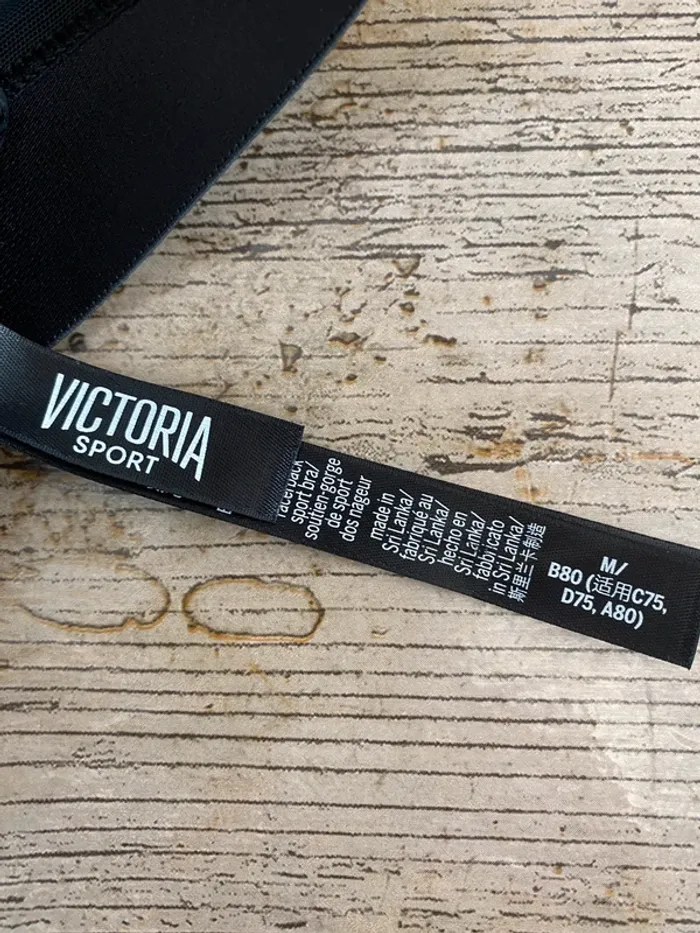 VICTORIA
SPORT
racerback
sport bra/
soutien-gorge
de sport
dos nageur
made in
Sri Lanka/
fabriqué au
Sri Lanka/
hecho en
Sri Lanka/
fabbricato
in Sri Lanka/
斯里兰卡制造
M/
B80 (适用C75,
D75, A80)